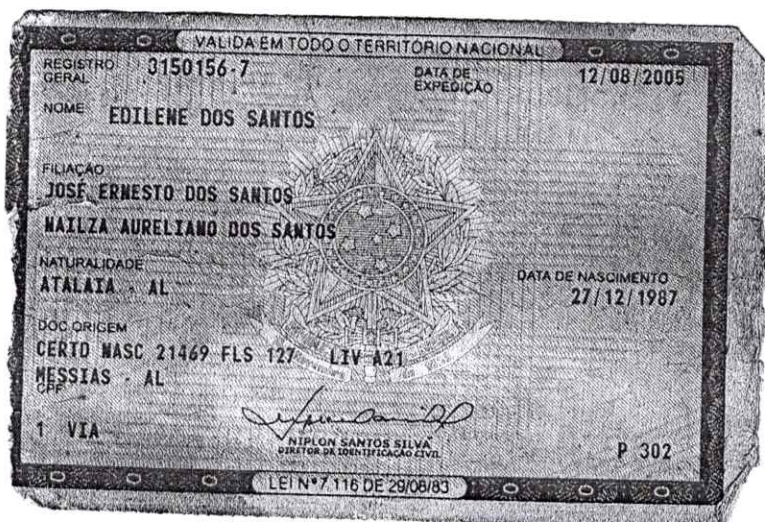 VALIDA EM TODO O TERRITÓRIO NACIONAL
REGISTRO GERAL 3150156-7 DATA DE EXPEDIÇÃO 12/08/2005
NOME EDILENE DOS SANTOS
FILIAÇÃO
JOSÉ ERNESTO DOS SANTOS
NAILZA AURELIANO DOS SANTOS
NATURALIDADE DATA DE NASCIMENTO
ATALAIA - AL 27/12/1987
DOC ORIGEM
CERTD NASC 21469 FLS 127 LIV A21
MESSIAS - AL
CPF
1 VIA
NIPLON SANTOS SILVA
DIRETOR DE IDENTIFICAÇÃO CIVIL
P 302
LEI Nº 7.116 DE 29/08/83